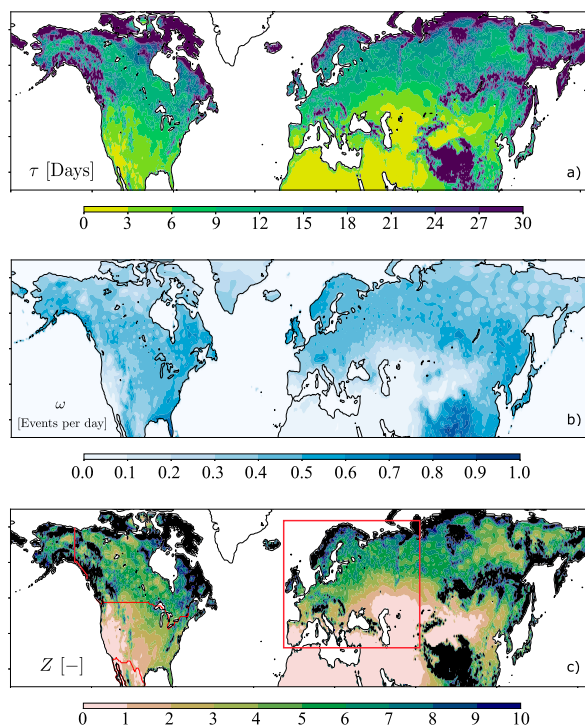 τ [Days]
a)
0 3 6 9 12 15 18 21 24 27 30
ω
[Events per day]
b)
0.0 0.1 0.2 0.3 0.4 0.5 0.6 0.7 0.8 0.9 1.0
Z [−]
c)
0 1 2 3 4 5 6 7 8 9 10